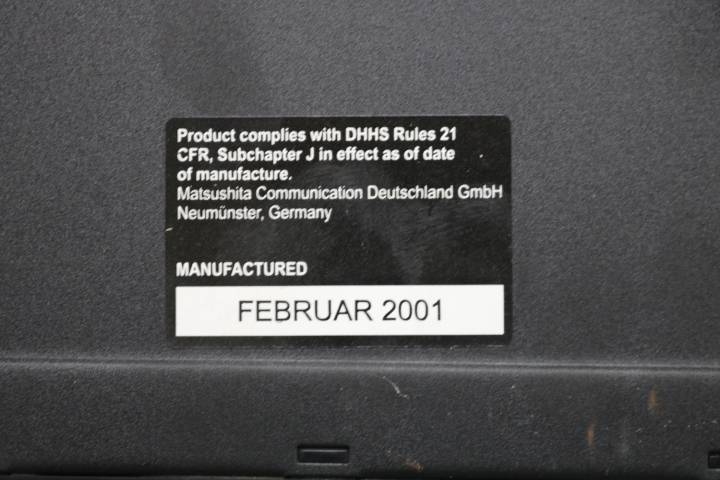 Product complies with DHHS Rules 21
CFR, Subchapter J in effect as of date
of manufacture.
Matsushita Communication Deutschland GmbH
Neumünster, Germany
MANUFACTURED
FEBRUAR 2001